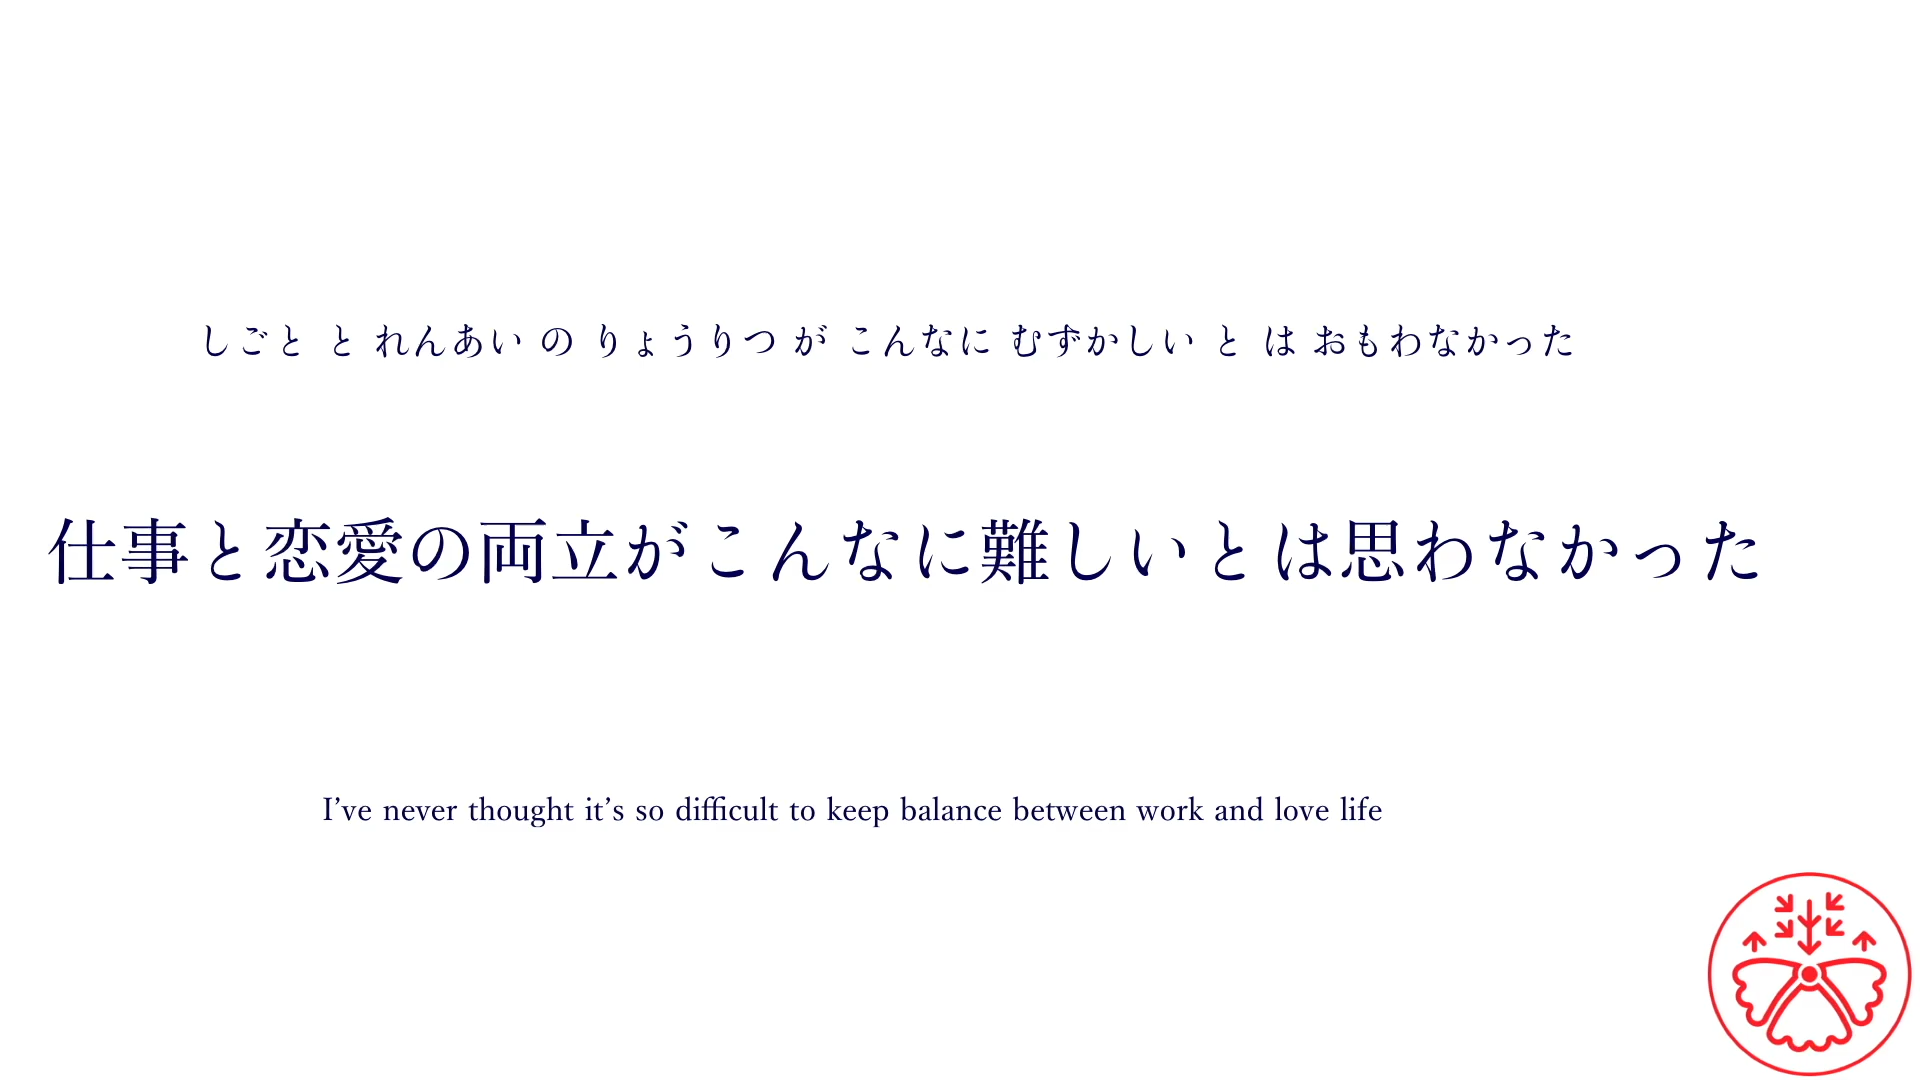 しごと と れんあい の りょうりつ が こんなに むずかしい と は おもわなかった
仕事と恋愛の両立がこんなに難しいとは思わなかった
I’ve never thought it’s so difficult to keep balance between work and love life